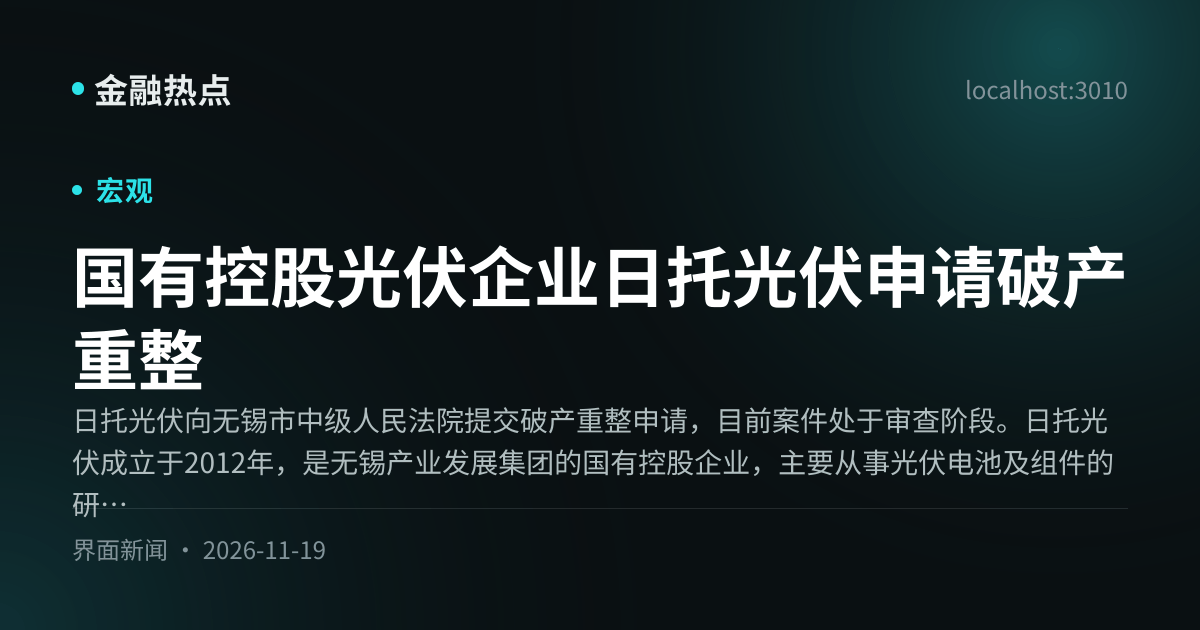 金融热点
localhost:3010
宏观
国有控股光伏企业日托光伏申请破产
重整
日托光伏向无锡市中级人民法院提交破产重整申请，目前案件处于审查阶段。日托光
伏成立于2012年，是无锡产业发展集团的国有控股企业，主要从事光伏电池及组件的
研…
界面新闻 • 2026-11-19